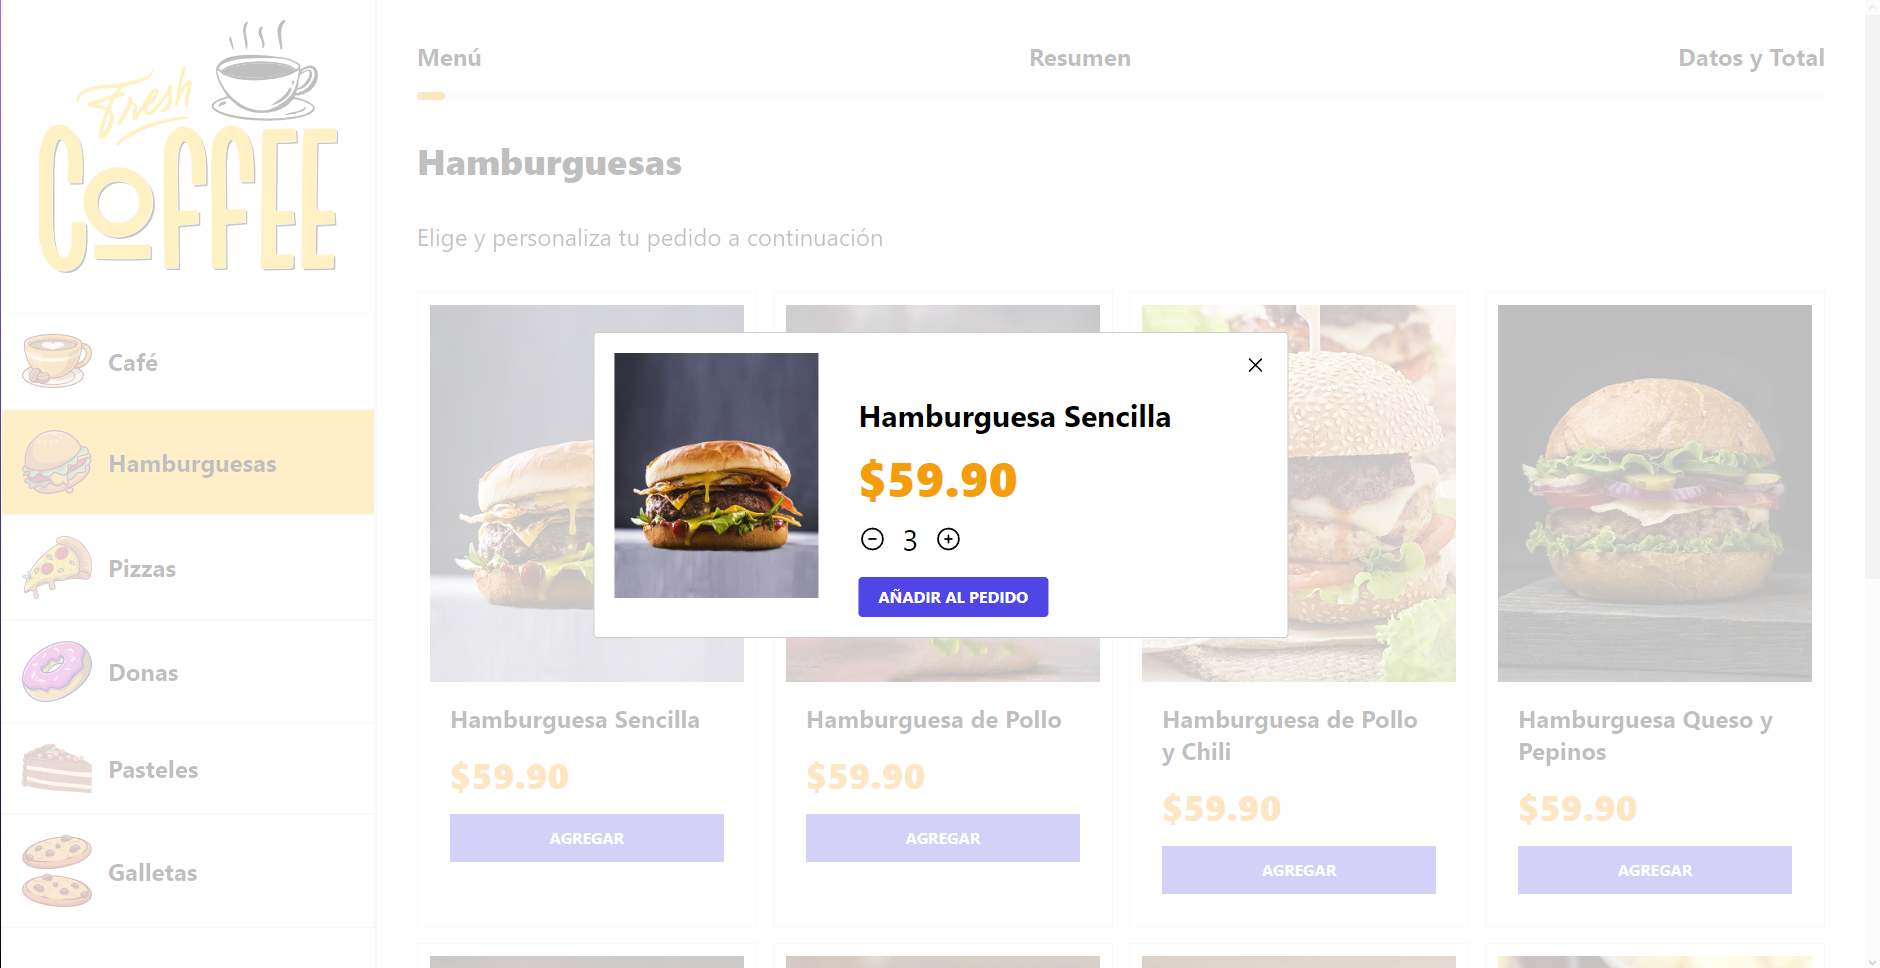 Fresh
COFFEE
Café
Hamburguesas
Pizzas
Donas
Pasteles
Galletas
Menú
Resumen
Datos y Total
Hamburguesas
Elige y personaliza tu pedido a continuación
Hamburguesa Sencilla
$59.90
3
AÑADIR AL PEDIDO
Hamburguesa Sencilla
$59.90
AGREGAR
Hamburguesa de Pollo
$59.90
AGREGAR
Hamburguesa de Pollo
y Chili
$59.90
AGREGAR
Hamburguesa Queso y
Pepinos
$59.90
AGREGAR